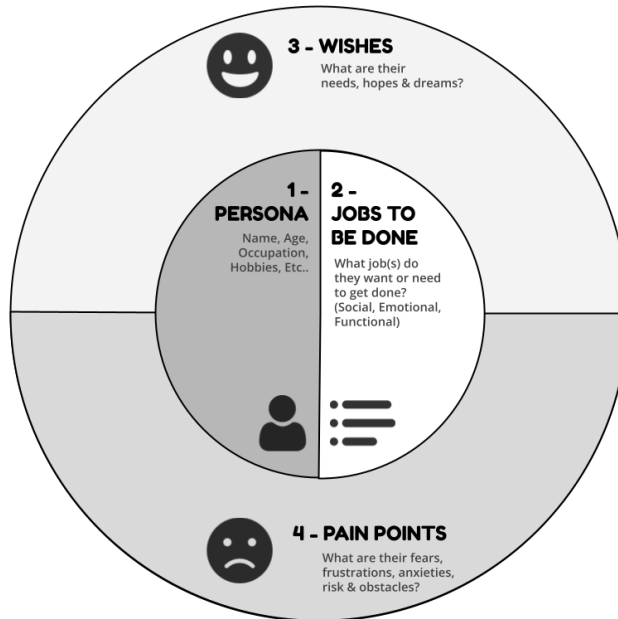 3 - WISHES
What are their
needs, hopes & dreams?
1 -
PERSONA
Name, Age,
Occupation,
Hobbies, Etc..
2 -
JOBS TO
BE DONE
What job(s) do
they want or need
to get done?
(Social, Emotional,
Functional)
4 - PAIN POINTS
What are their fears,
frustrations, anxieties,
risk & obstacles?